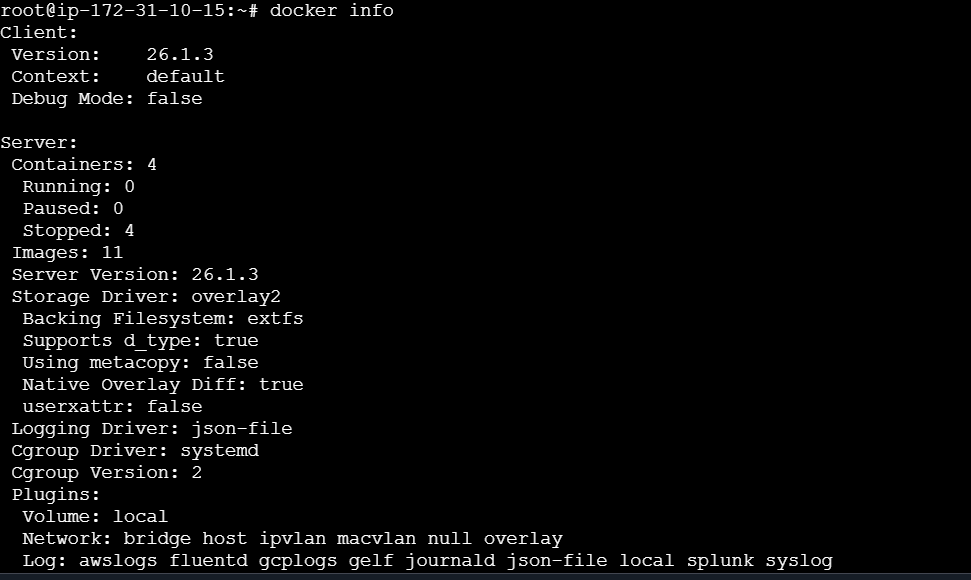 root@ip-172-31-10-15:~# docker info
Client:
 Version:    26.1.3
 Context:    default
 Debug Mode: false

Server:
 Containers: 4
  Running: 0
  Paused: 0
  Stopped: 4
 Images: 11
 Server Version: 26.1.3
 Storage Driver: overlay2
  Backing Filesystem: extfs
  Supports d_type: true
  Using metacopy: false
  Native Overlay Diff: true
  userxattr: false
 Logging Driver: json-file
 Cgroup Driver: systemd
 Cgroup Version: 2
 Plugins:
  Volume: local
  Network: bridge host ipvlan macvlan null overlay
  Log: awslogs fluentd gcplogs gelf journald json-file local splunk syslog